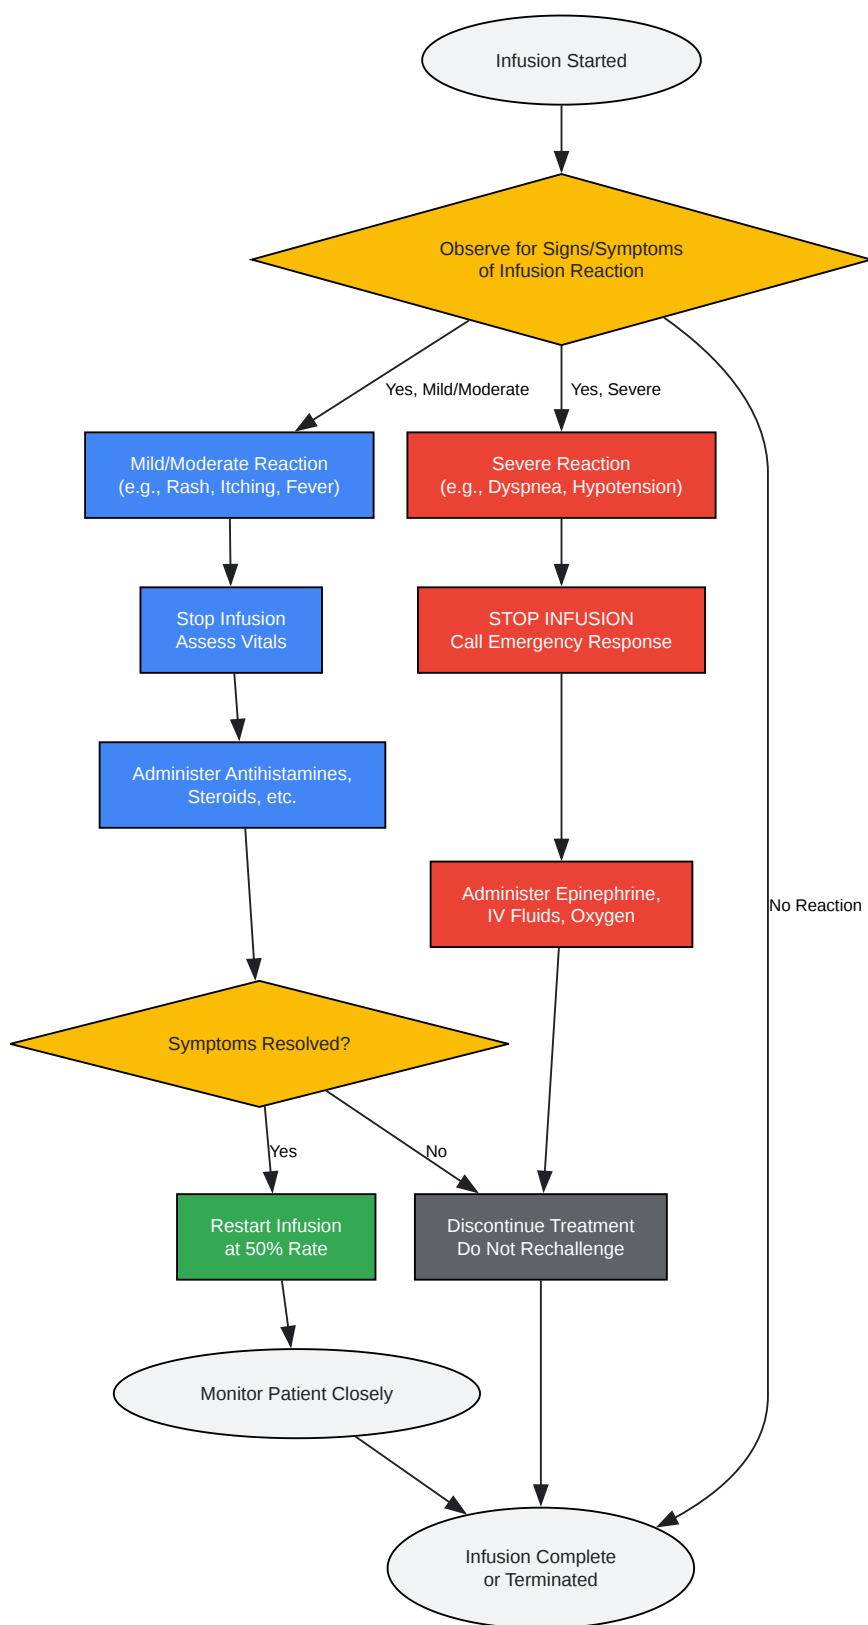 Infusion Started
Observe for Signs/Symptoms
of Infusion Reaction
Yes, Mild/Moderate
Yes, Severe
Mild/Moderate Reaction
(e.g., Rash, Itching, Fever)
Severe Reaction
(e.g., Dyspnea, Hypotension)
Stop Infusion
Assess Vitals
STOP INFUSION
Call Emergency Response
Administer Antihistamines,
Steroids, etc.
Administer Epinephrine,
IV Fluids, Oxygen
No Reaction
Symptoms Resolved?
Yes
No
Restart Infusion
at 50% Rate
Discontinue Treatment
Do Not Rechallenge
Monitor Patient Closely
Infusion Complete
or Terminated